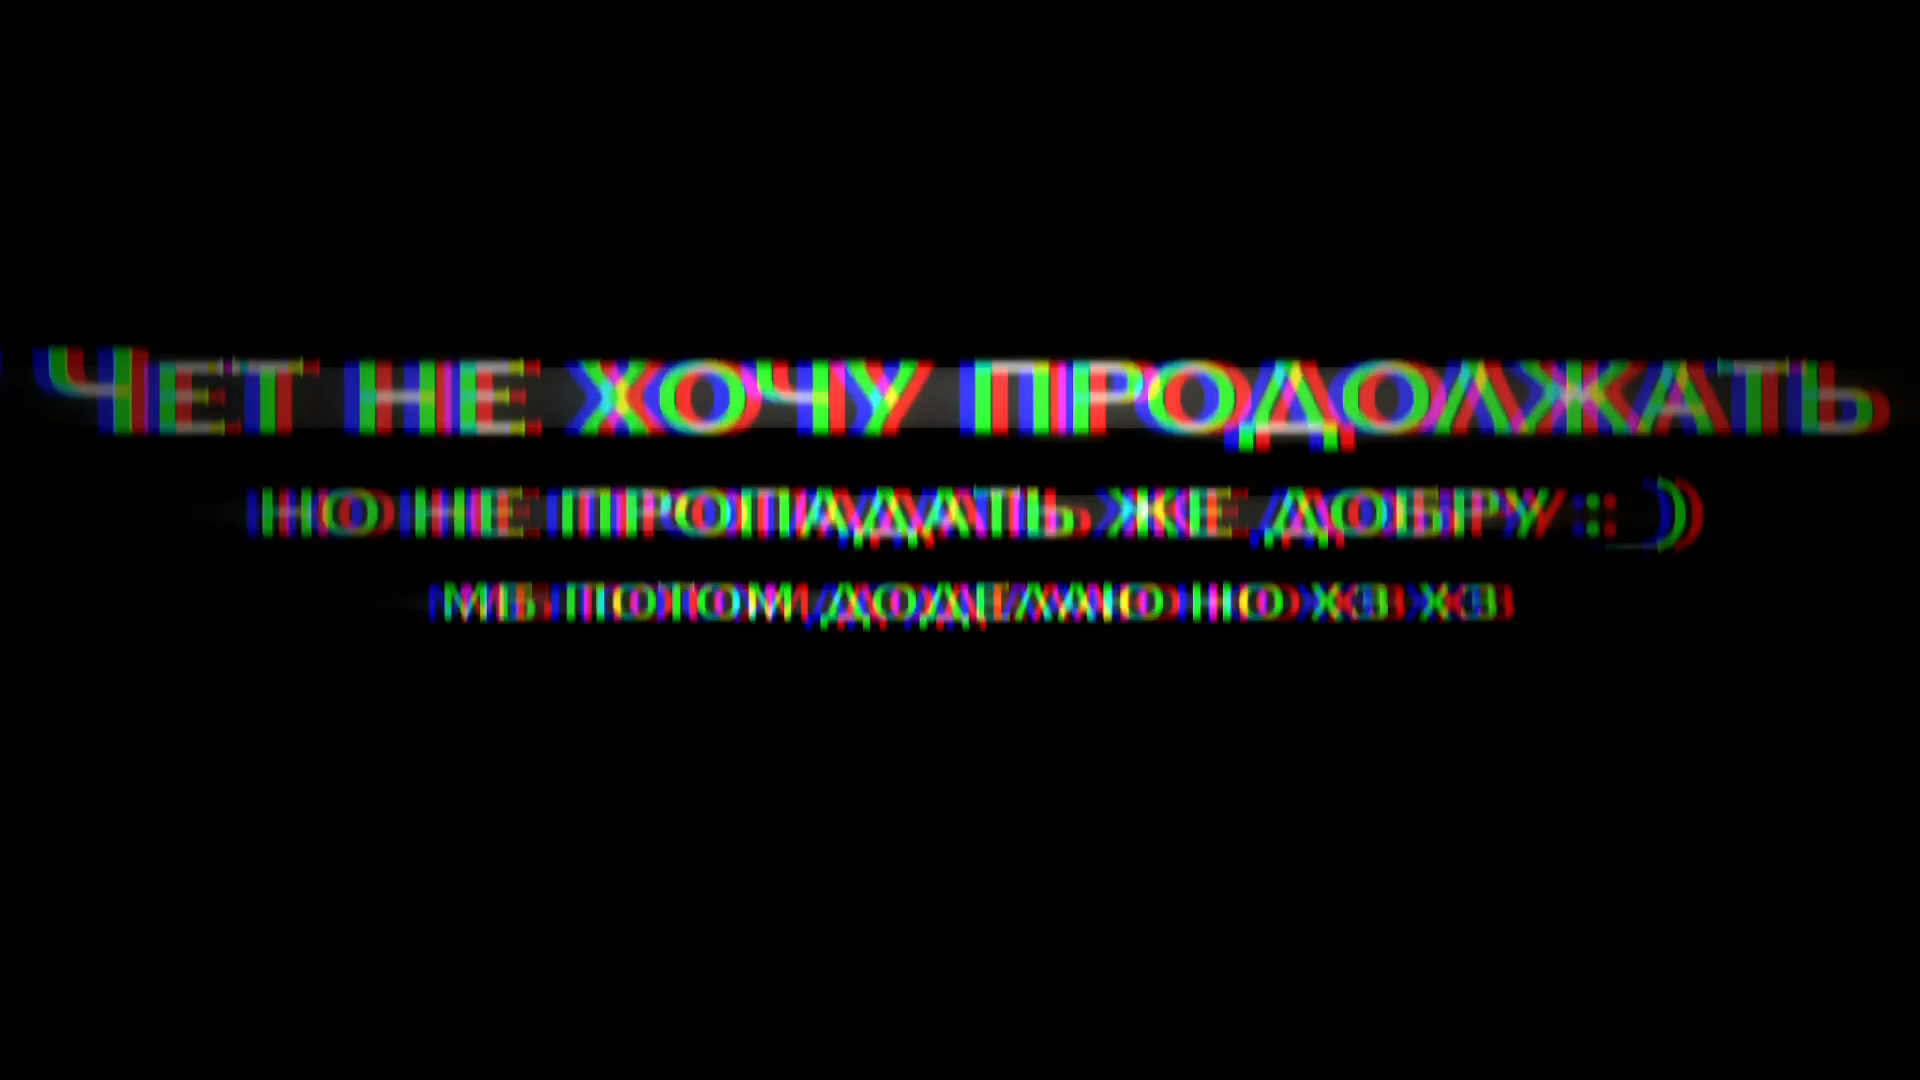 Чет не хочу продолжать
но не пропадать же добру :)
мб потом доделаю но хз хз